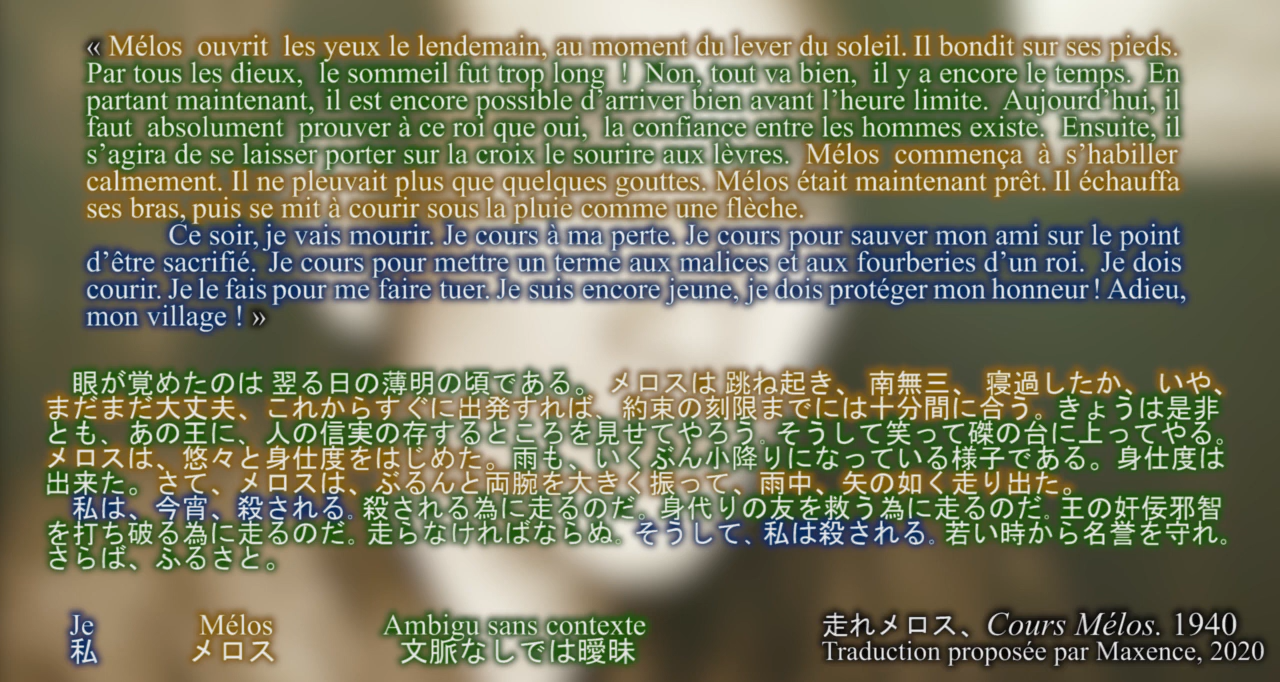 « Mélos ouvrit les yeux le lendemain, au moment du lever du soleil. Il bondit sur ses pieds.
Par tous les dieux, le sommeil fut trop long ! Non, tout va bien, il y a encore le temps. En
partant maintenant, il est encore possible d'arriver bien avant l'heure limite. Aujourd'hui, il
faut absolument prouver à ce roi que oui, la confiance entre les hommes existe. Ensuite, il
s'agira de se laisser porter sur la croix le sourire aux lèvres. Mélos commença à s'habiller
calmement. Il ne pleuvait plus que quelques gouttes. Mélos était maintenant prêt. Il échauffa
ses bras, puis se mit à courir sous la pluie comme une flèche.
Ce soir, je vais mourir. Je cours à ma perte. Je cours pour sauver mon ami sur le point
d'être sacrifié. Je cours pour mettre un terme aux malices et aux fourberies d'un roi. Je dois
courir. Je le fais pour me faire tuer. Je suis encore jeune, je dois protéger mon honneur ! Adieu,
mon village ! »
眼が覚めたのは翌る日の薄明の頃である。メロスは跳ね起き、南無三、寝過したか、いや、
まだまだ大丈夫、これからすぐに出発すれば、約束の刻限までには十分間に合う。きょうは是非
とも、あの王に、人の信実の存するところを見せてやろう。そうして笑って磔の台に上ってやる。
メロスは、悠々と身仕度をはじめた。雨も、いくぶん小降りになっている様子である。身仕度は
出来た。さて、メロスは、ぶるんと両腕を大きく振って、雨中、矢の如く走り出た。
私は、今宵、殺される。殺される為に走るのだ。身代りの友を救う為に走るのだ。王の奸佞邪智
を打ち破る為に走るのだ。走らなければならぬ。そうして、私は殺される。若い時から名誉を守れ。
さらば、ふるさと。
Je Mélos Ambigu sans contexte 走れメロス、Cours Mélos. 1940
私 メロス 文脈なしでは曖昧 Traduction proposée par Maxence, 2020